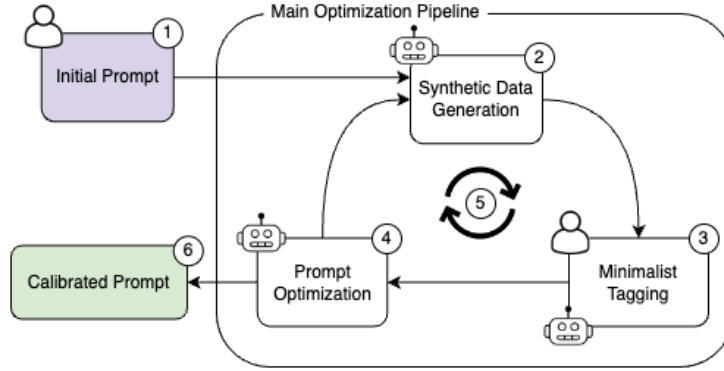 Main Optimization Pipeline
1
Initial Prompt
2
Synthetic Data
Generation
5
6
Calibrated Prompt
4
Prompt
Optimization
3
Minimalist
Tagging